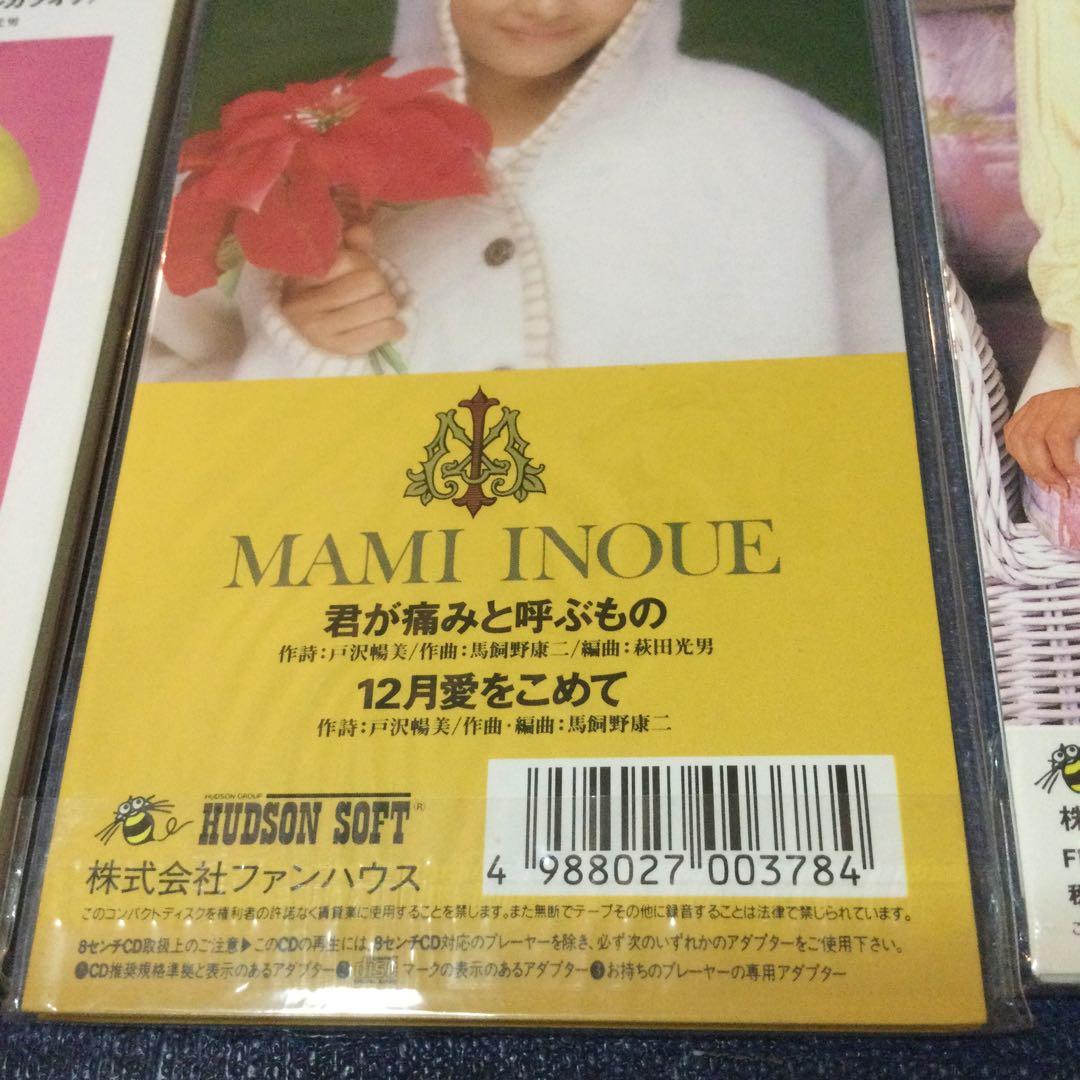 MAMI INOUE
君が痛みと呼ぶもの
作詩:戸沢暢美/作曲:馬飼野康二/編曲:萩田光男
12月愛をこめて
作詩:戸沢暢美/作曲・編曲:馬飼野康二
HUDSON GROUP
HUDSON SOFT
(R)
株式会社ファンハウス
4 988027 003784
このコンパクトディスクを権利者の許諾なく賃貸業に使用することを禁じます。また無断でテープその他に録音することは法律で禁じられています。
8センチCD取扱上のご注意▶このCDの再生には、8センチCD対応のプレーヤーを除き、必ず次のいずれかのアダプターをご使用下さい。
❶CD推奨規格準拠と表示のあるアダプター❷マークの表示のあるアダプター❸お持ちのプレーヤーの専用アダプター
株